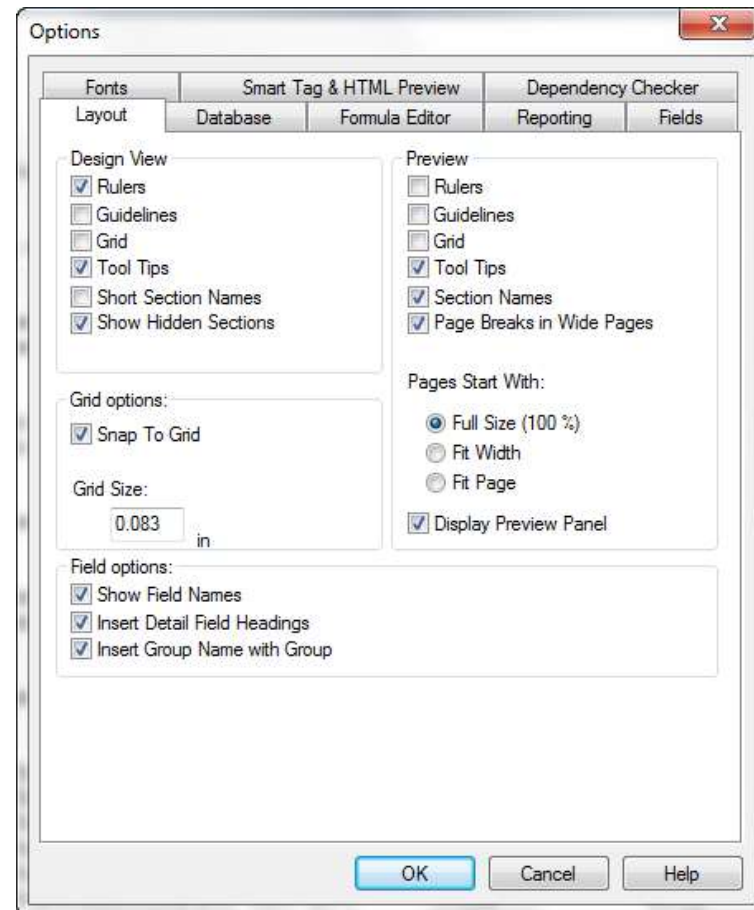 Options
Fonts
Smart Tag & HTML Preview
Dependency Checker
Layout
Database
Formula Editor
Reporting
Fields
Design View
Rulers
Guidelines
Grid
Tool Tips
Short Section Names
Show Hidden Sections
Grid options:
Snap To Grid
Grid Size:
0.083
in
Preview
Rulers
Guidelines
Grid
Tool Tips
Section Names
Page Breaks in Wide Pages
Pages Start With:
Full Size (100 %)
Fit Width
Fit Page
Display Preview Panel
Field options:
Show Field Names
Insert Detail Field Headings
Insert Group Name with Group
OK
Cancel
Help